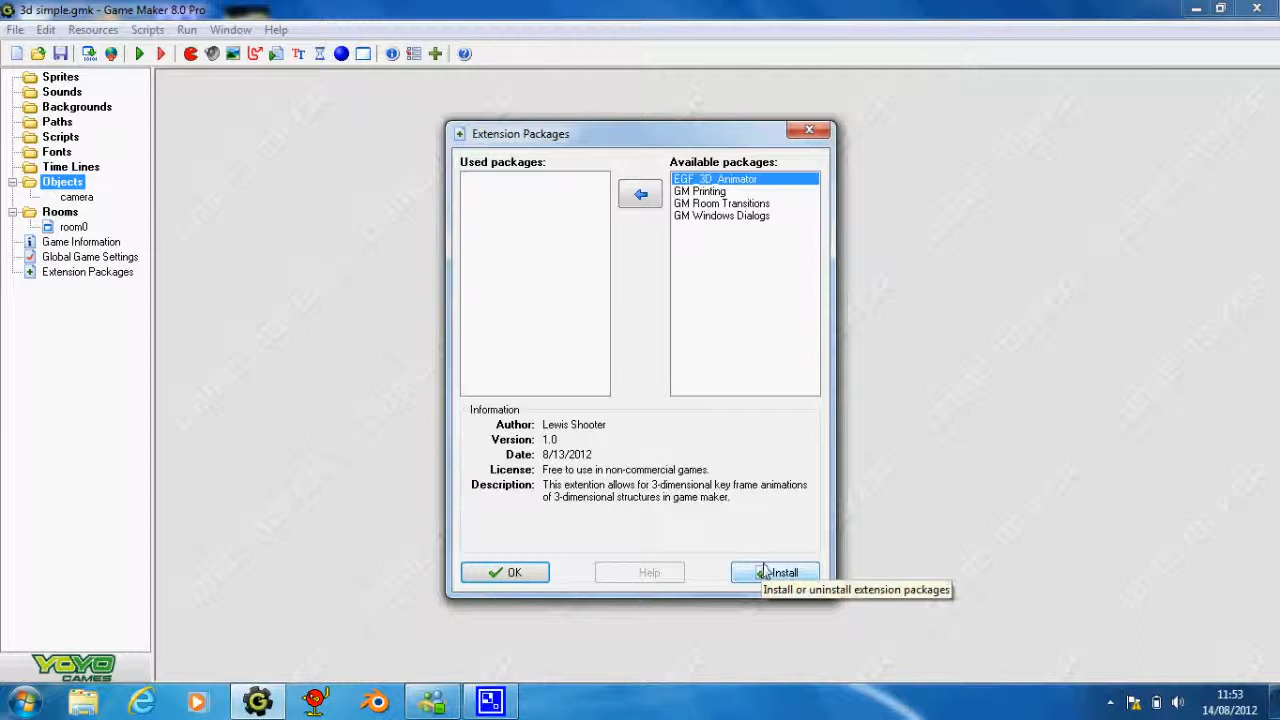 3d simple.gmk - Game Maker 8.0 Pro
File Edit Resources Scripts Run Window Help
Sprites
Sounds
Backgrounds
Paths
Scripts
Fonts
Time Lines
Objects
camera
Rooms
room0
Game Information
Global Game Settings
Extension Packages
YOYO
GAMES
Extension Packages
Used packages:
Available packages:
EGF_3D_Animator
GM Printing
GM Room Transitions
GM Windows Dialogs
Information
Author: Lewis Shooter
Version: 1.0
Date: 8/13/2012
License: Free to use in non-commercial games.
Description: This extention allows for 3-dimensional key frame animations
of 3-dimensional structures in game maker.
OK
Help
Install
Install or uninstall extension packages
11:53
14/08/2012